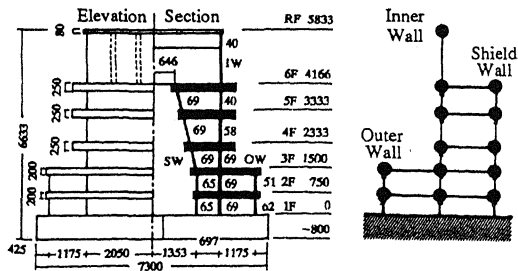 Elevation Section
80
RF 5833
40
IW
646
6F 4166
250
69 40
5F 3333
250
69 58
4F 2333
6633
250
SW 69 69 OW
3F 1500
200
65 69 51 2F 750
200
65 69 62 1F 0
~800
697
425
1175 2050 1353 1175
7300
Inner
Wall
Shield
Wall
Outer
Wall